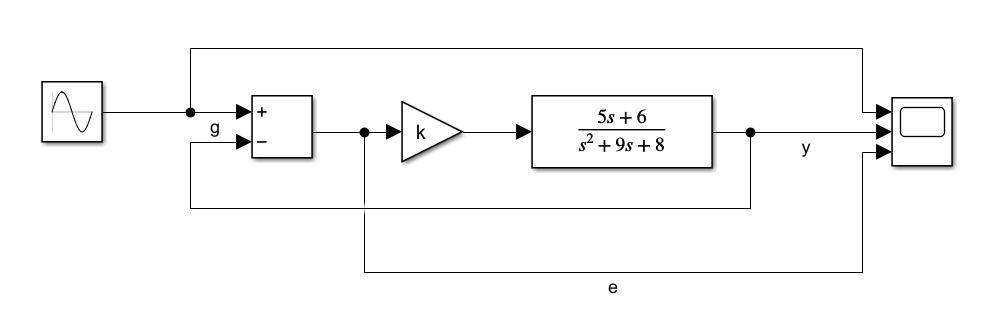 g
+
−
k
5s + 6
s² + 9s + 8
y
e